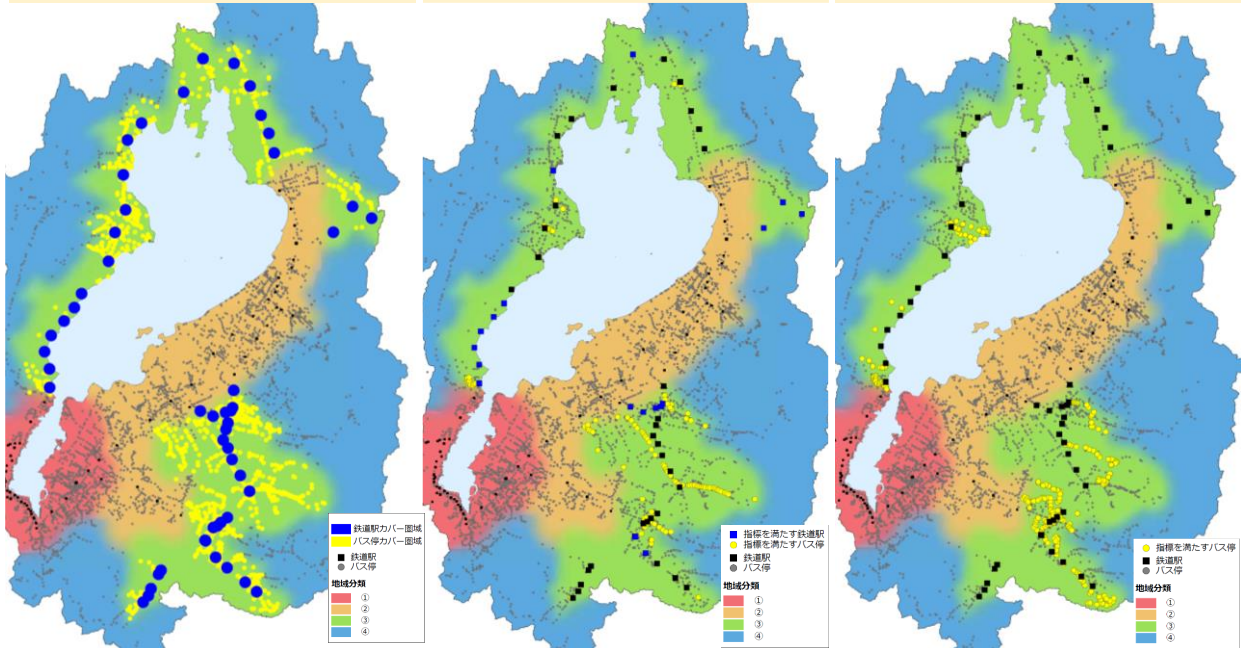 鉄道駅カバー圏域
バス停カバー圏域
鉄道駅
バス停
地域分類
①
②
③
④
指標を満たす鉄道駅
指標を満たすバス停
鉄道駅
バス停
地域分類
①
②
③
④
指標を満たすバス停
鉄道駅
バス停
地域分類
①
②
③
④